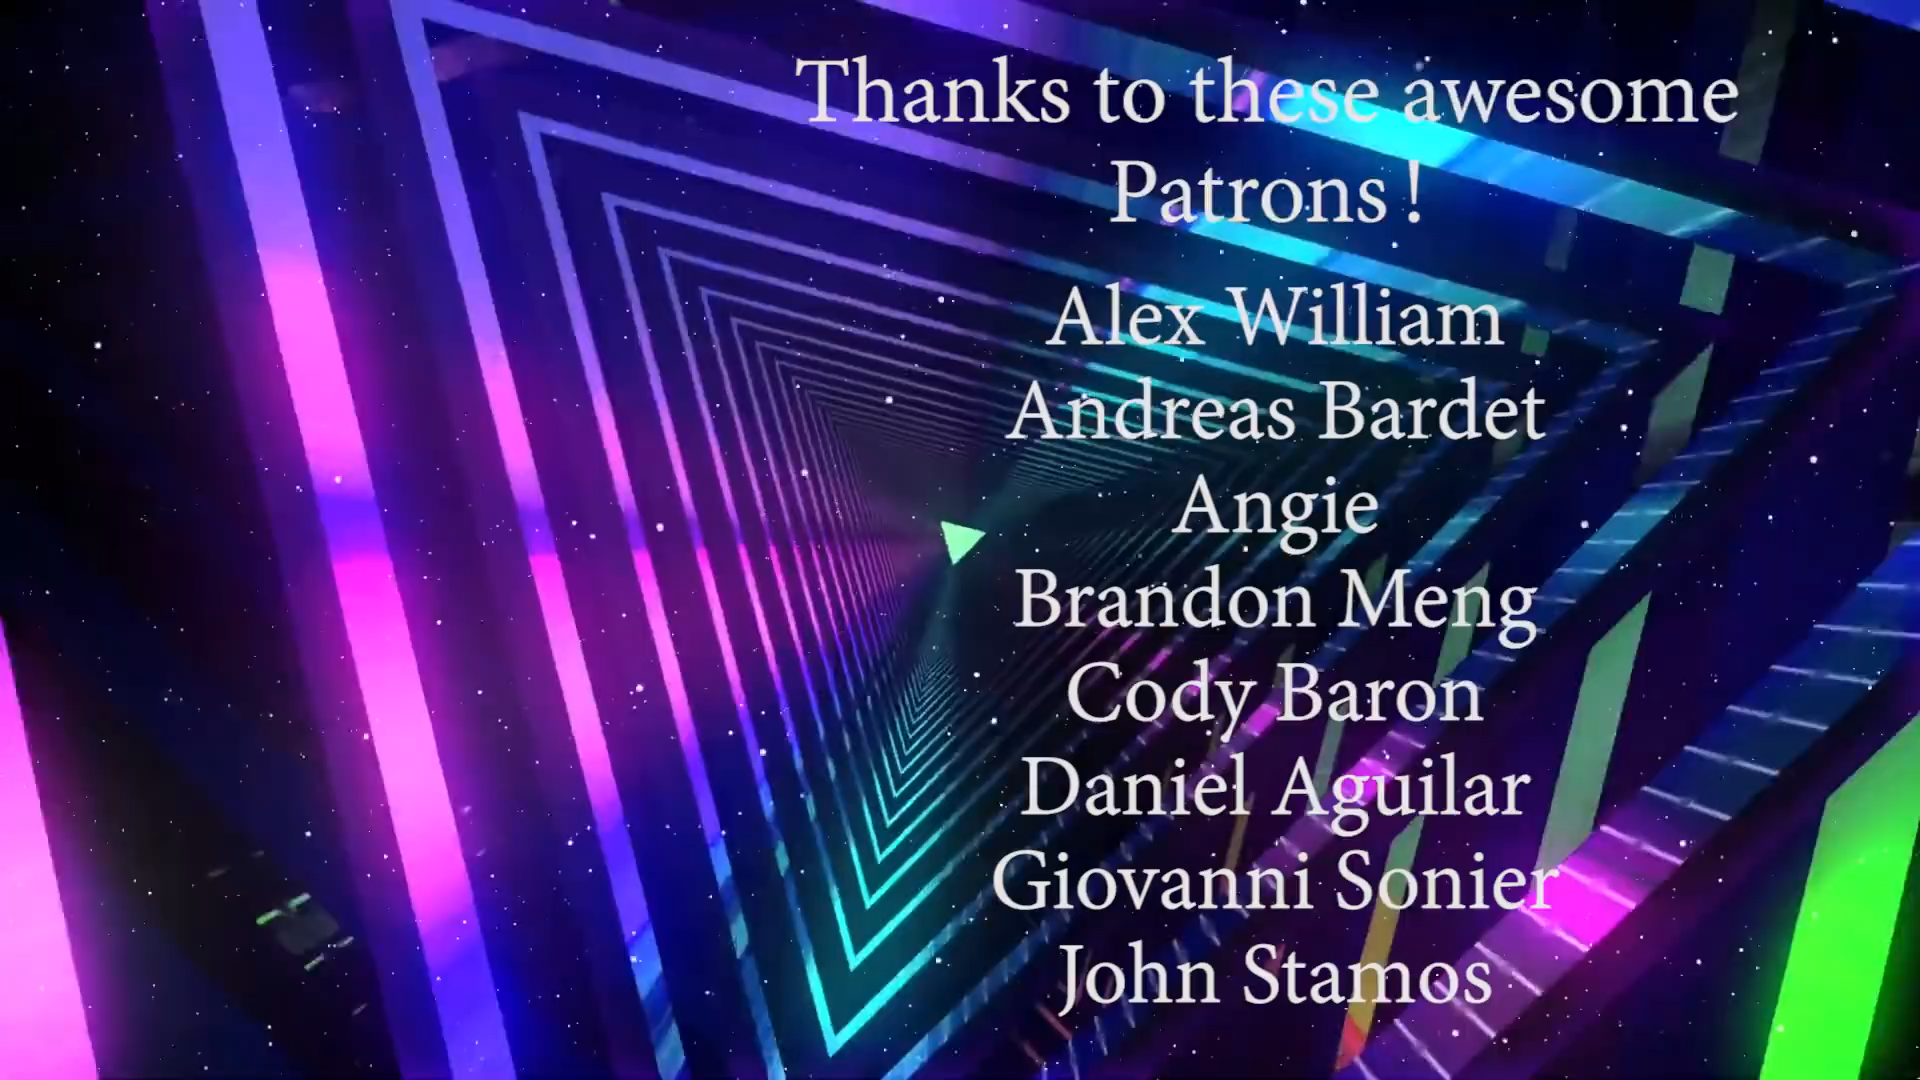 Thanks to these awesome
Patrons !
Alex William
Andreas Bardet
Angie
Brandon Meng
Cody Baron
Daniel Aguilar
Giovanni Sonier
John Stamos